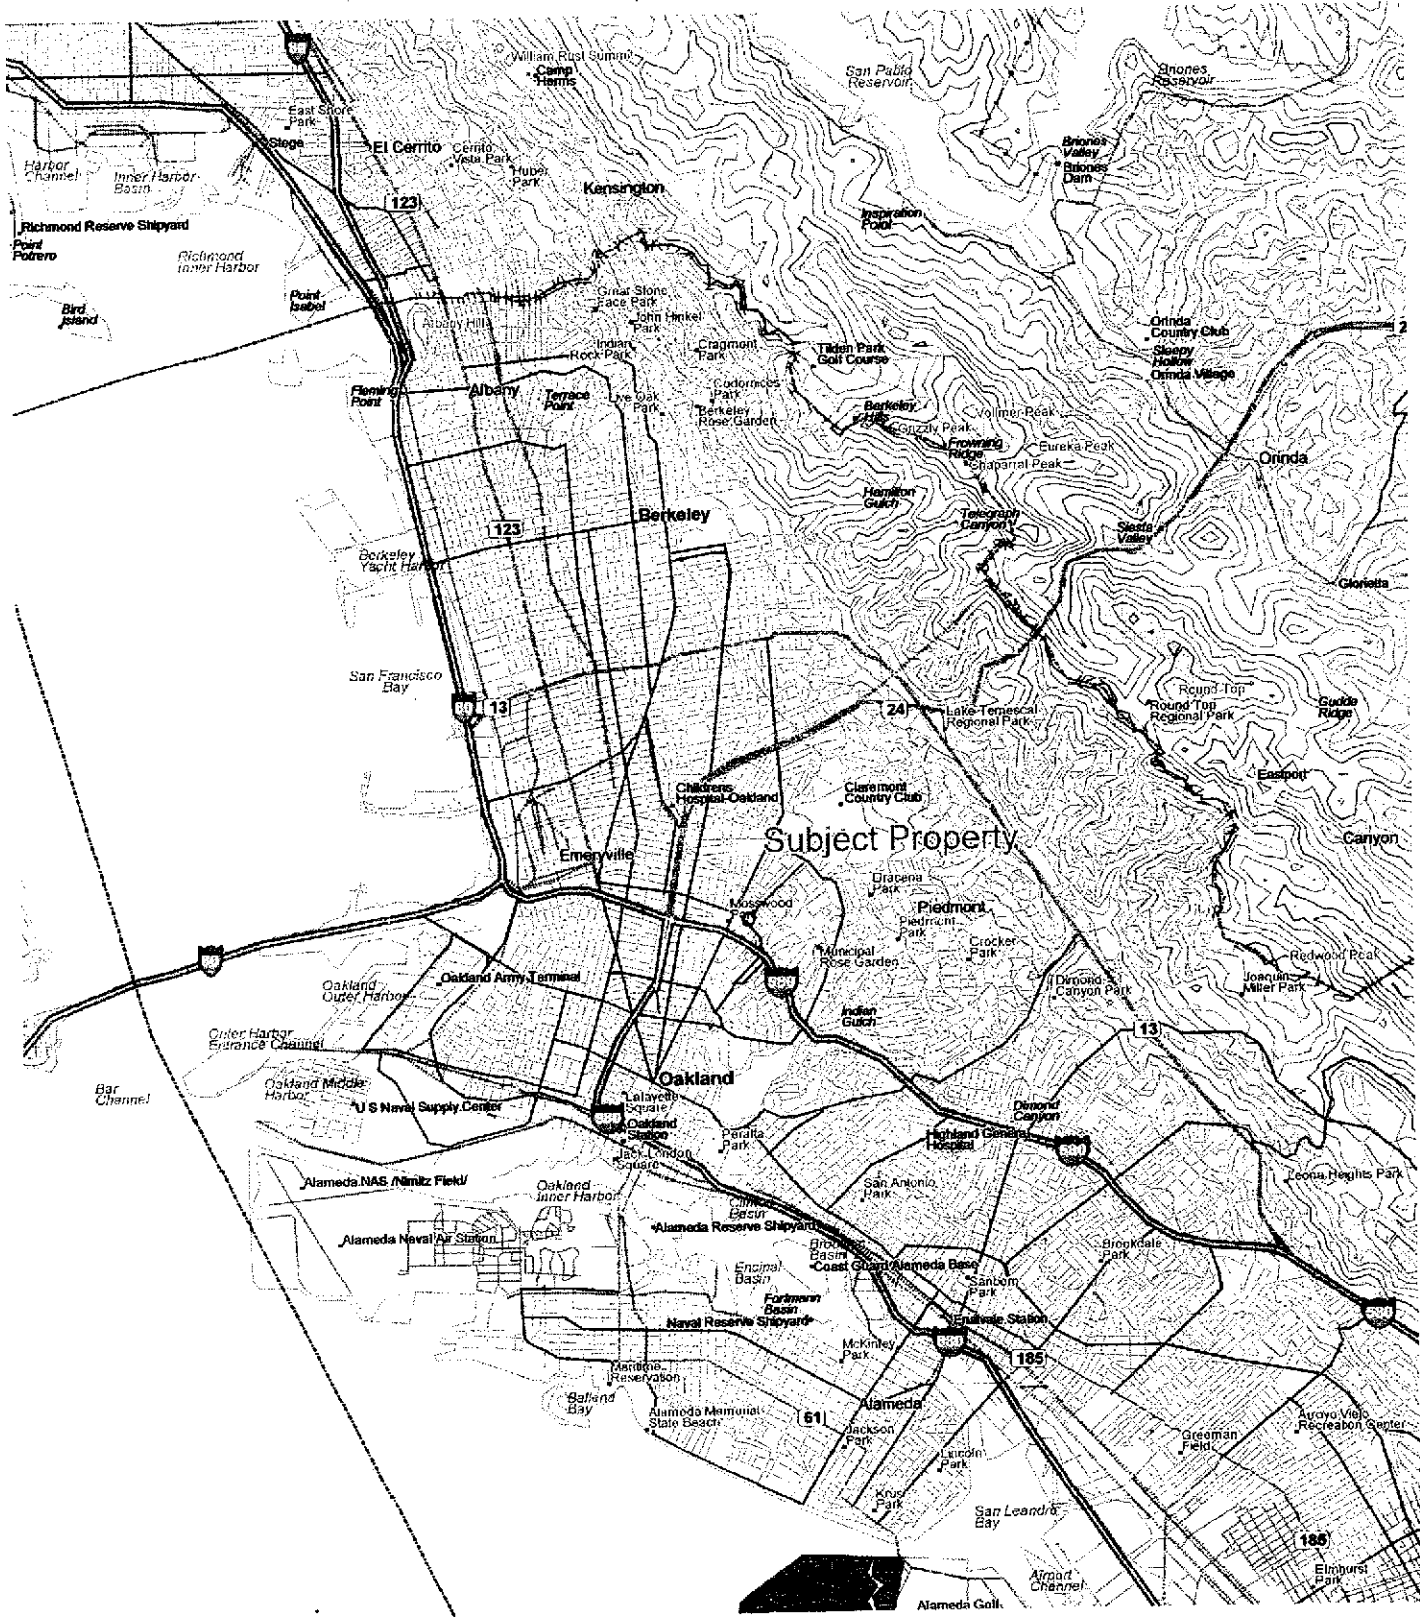 William Rust Summit
Camp
Herms
San Pablo
Reservoir
Briones
Reservoir
East Shore
Park
Stege
El Cerrito
Cerrito
Vista Park
Huber
Park
Briones
Valley
Briones
Dam
Harbor
Channel
Inner Harbor
Basin
Kensington
123
Inspiration
Point
Richmond Reserve Shipyard
Point
Potrero
Richmond
Inner Harbor
Bird
Island
Point
Isabel
Great Stone
Face Park
John Hinkel
Park
Albany Hill
Indian
Rock Park
Cragmont
Park
Tilden Park
Golf Course
Orinda
Country Club
Sleepy
Hollow
Orinda Village
2
Fleming
Point
Albany
Terrace
Point
Live Oak
Park
Codornices
Park
Berkeley
Rose Garden
Berkeley
Hills
Vollmer Peak
Grizzly Peak
Frowning
Ridge
Eureka Peak
Chaparral Peak
Orinda
Hamilton
Gulch
Telegraph
Canyon
Siesta
Valley
Berkeley
123
Berkeley
Yacht Harbor
Glorietta
San Francisco
Bay
80
13
24
Lake Temescal
Regional Park
Round Top
Round Top
Regional Park
Gudde
Ridge
Eastport
Childrens
Hospital-Oakland
Claremont
Country Club
Subject Property
Canyon
Emeryville
Dracena
Park
Mosswood
Park
Piedmont
Piedmont
Park
Crocker
Park
Municipal
Rose Garden
Redwood Peak
Joaquin
Miller Park
Oakland Army Terminal
Oakland
Outer Harbor
Dimond
Canyon Park
Indian
Gulch
13
Outer Harbor
Entrance Channel
Bar
Channel
Oakland Middle
Harbor
U S Naval Supply Center
Oakland
Lafayette
Square
Oakland
Station
Jack London
Square
Peralta
Park
Dimond
Canyon
Highland General
Hospital
Leona Heights Park
Alameda NAS /Nimitz Field/
Oakland
Inner Harbor
San Antonio
Park
Clinton
Basin
Alameda Reserve Shipyard
Alameda Naval Air Station
Brooklyn
Basin
Coast Guard Alameda Base
Brookdale
Park
Encinal
Basin
Sanborn
Park
Fortmann
Basin
Naval Reserve Shipyard
Fruitvale Station
McKinley
Park
185
Maritime
Reservation
Ballena
Bay
Alameda Memorial
State Beach
61
Alameda
Jackson
Park
Lincoln
Park
Greenman
Field
Arroyo Viejo
Recreation Center
Krusi
Park
San Leandro
Bay
185
Elmhurst
Park
Airport
Channel
Alameda Golf